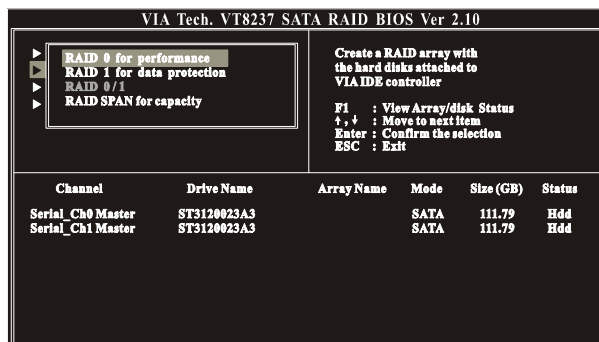 VIA Tech. VT8237 SATA RAID BIOS Ver 2.10
RAID 0 for performance
RAID 1 for data protection
RAID 0/1
RAID SPAN for capacity
Create a RAID array with
the hard disks attached to
VIA IDE controller
F1 : View Array/disk Status
↑,↓ : Move to next item
Enter : Confirm the selection
ESC : Exit
Channel Drive Name Array Name Mode Size (GB) Status
Serial_Ch0 Master ST3120023A3 SATA 111.79 Hdd
Serial_Ch1 Master ST3120023A3 SATA 111.79 Hdd